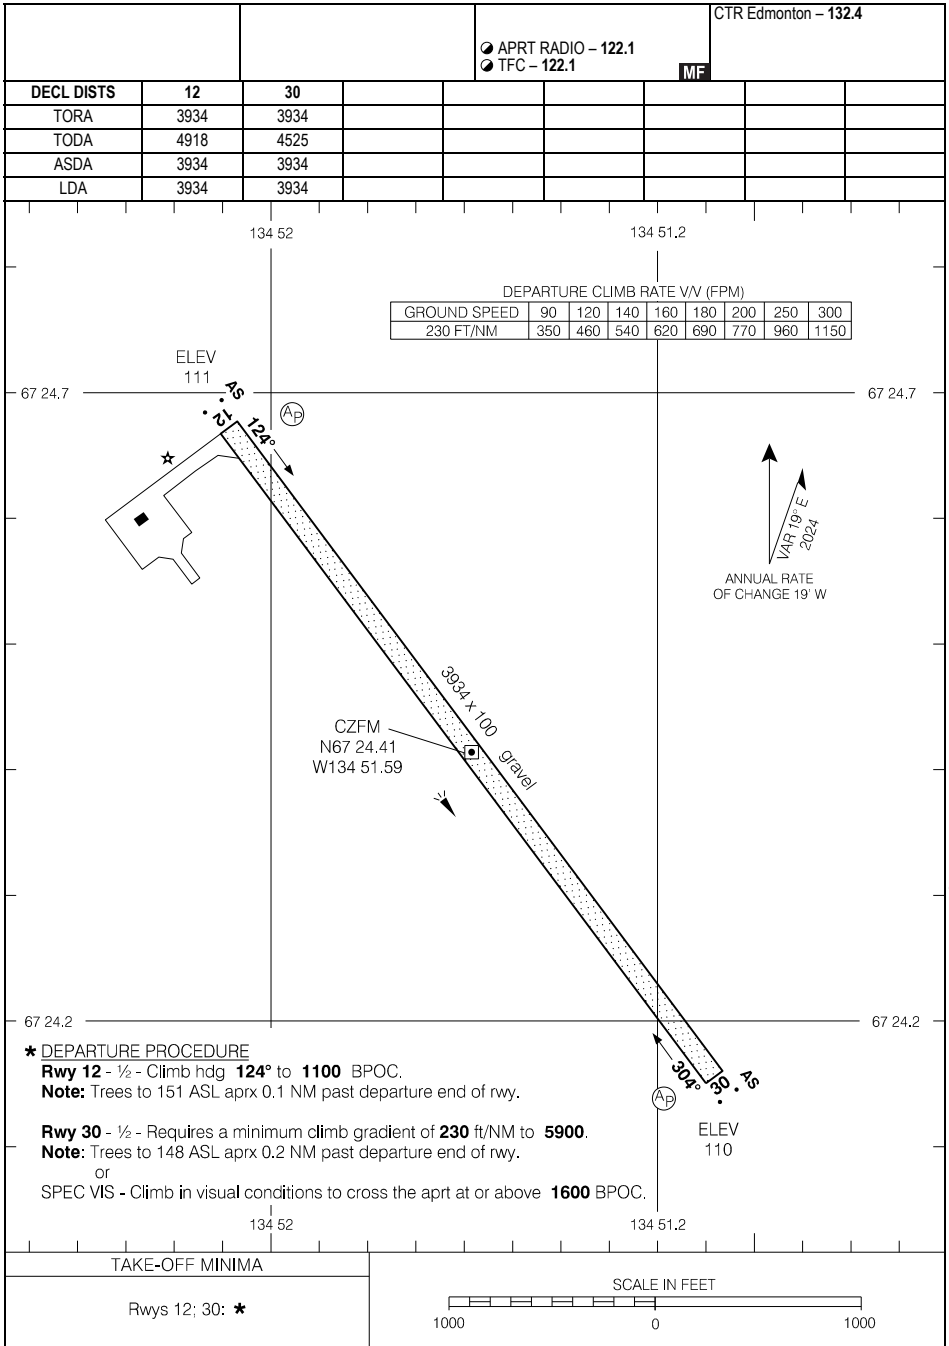 CTR Edmonton – 132.4
APRT RADIO – 122.1
TFC – 122.1
MF
DECL DISTS 12 30
TORA 3934 3934
TODA 4918 4525
ASDA 3934 3934
LDA 3934 3934
134 52 134 51.2
DEPARTURE CLIMB RATE V/V (FPM)
GROUND SPEED 90 120 140 160 180 200 250 300
230 FT/NM 350 460 540 620 690 770 960 1150
ELEV
111
67 24.7 67 24.7
AS
12
124°
AP
VAR 19° E
2024
ANNUAL RATE
OF CHANGE 19' W
3934 x 100 gravel
CZFM
N67 24.41
W134 51.59
67 24.2 67 24.2
* DEPARTURE PROCEDURE
Rwy 12 - ½ - Climb hdg 124° to 1100 BPOC.
Note: Trees to 151 ASL aprx 0.1 NM past departure end of rwy.
Rwy 30 - ½ - Requires a minimum climb gradient of 230 ft/NM to 5900.
Note: Trees to 148 ASL aprx 0.2 NM past departure end of rwy.
or
SPEC VIS - Climb in visual conditions to cross the aprt at or above 1600 BPOC.
304°
30
AS
AP
ELEV
110
134 52 134 51.2
TAKE-OFF MINIMA
Rwys 12; 30: *
SCALE IN FEET
1000 0 1000